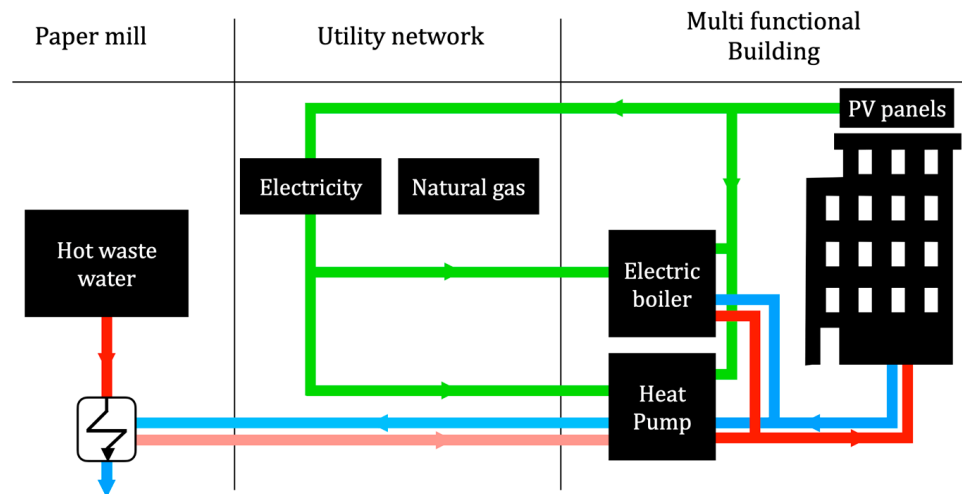 Paper mill
Utility network
Multi functional
Building
PV panels
Electricity
Natural gas
Hot waste
water
Electric
boiler
Heat
Pump